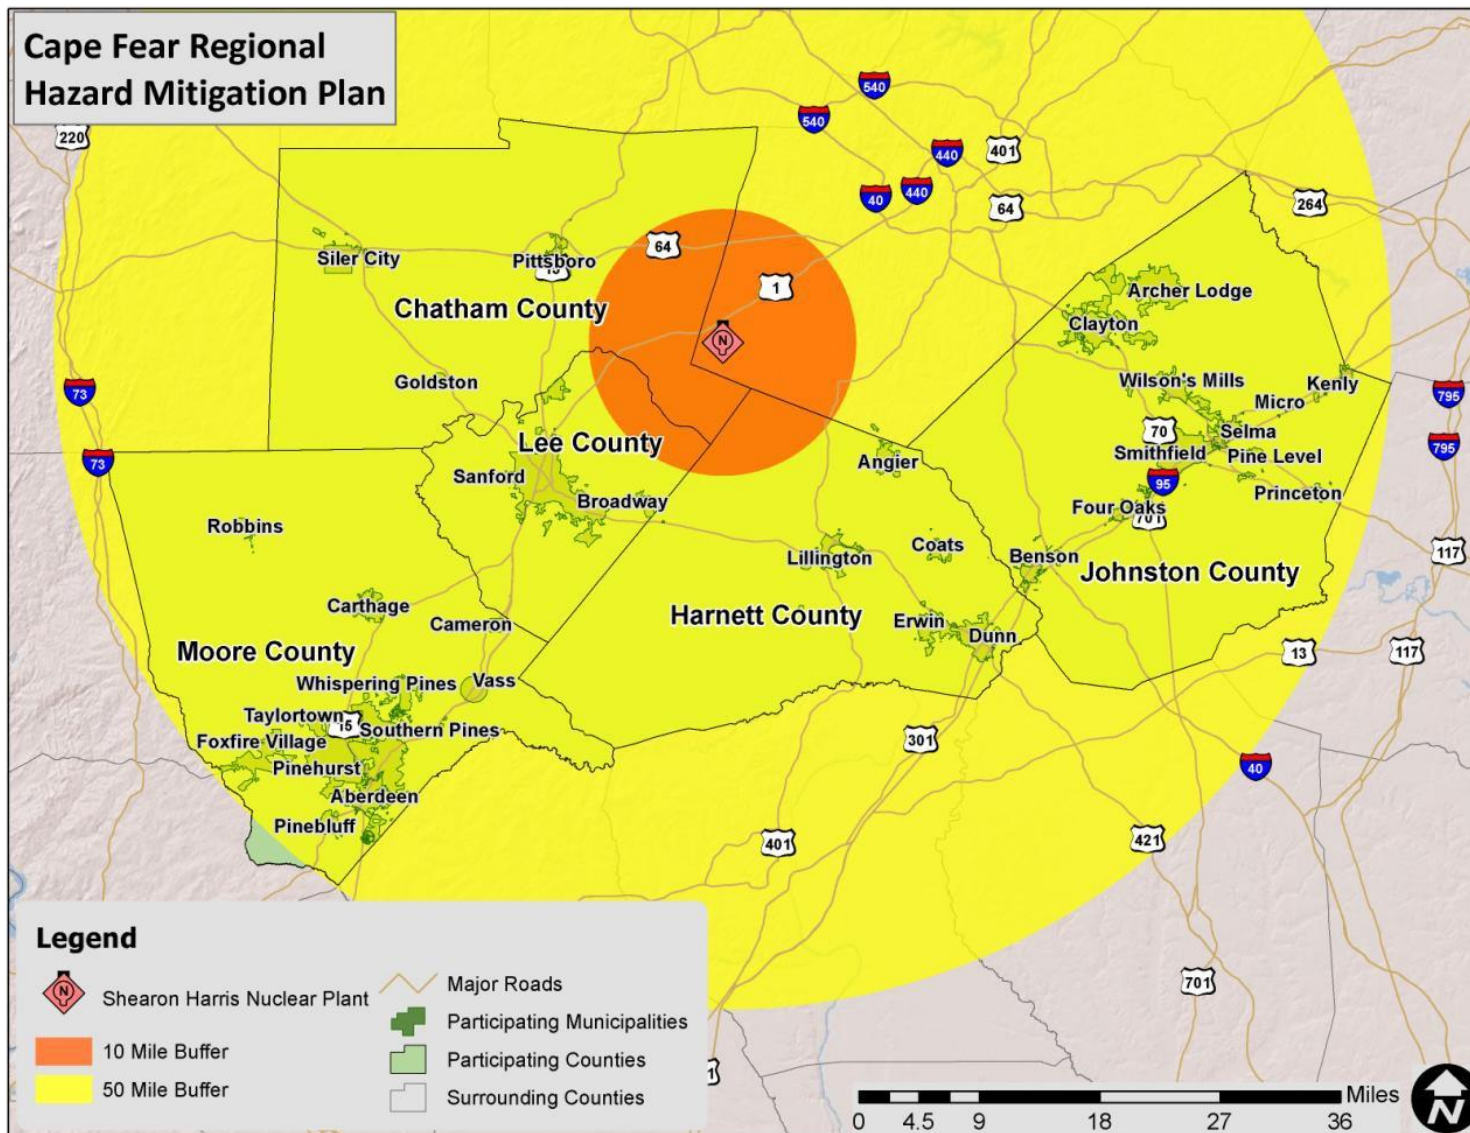 Cape Fear Regional
Hazard Mitigation Plan
540
540
220
440
401
440
40
64
264
Siler City
Pittsboro
64
15
1
Archer Lodge
Chatham County
Clayton
Goldston
Wilson's Mills
Kenly
73
Micro
795
Lee County
70
Selma
Smithfield
Pine Level
795
73
Sanford
Angier
95
Princeton
Broadway
Four Oaks
701
Robbins
Coats
Lillington
Benson
117
Johnston County
Carthage
Harnett County
Cameron
Erwin
Dunn
Moore County
13
117
Whispering Pines
Vass
Taylortown
15
Southern Pines
Foxfire Village
301
Pinehurst
40
Aberdeen
Pinebluff
401
421
Legend
Shearon Harris Nuclear Plant
10 Mile Buffer
50 Mile Buffer
Major Roads
Participating Municipalities
Participating Counties
Surrounding Counties
701
1
Miles
0 4.5 9 18 27 36
N